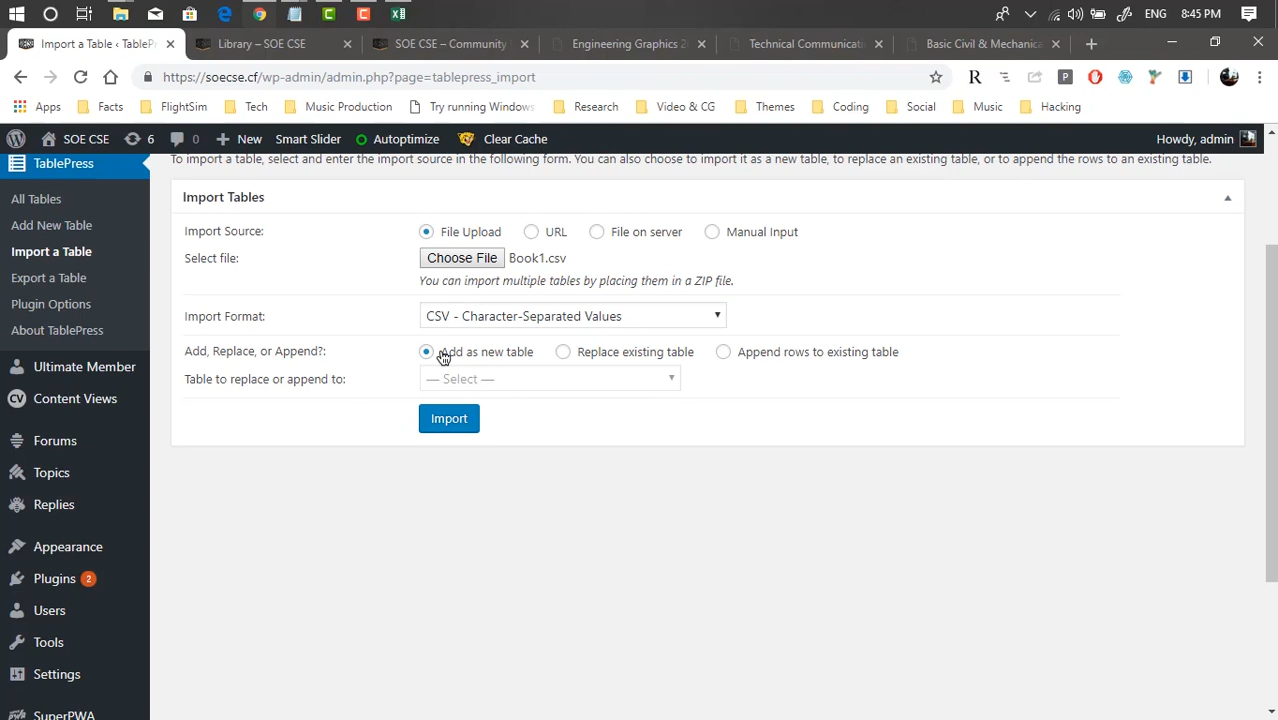 ENG 8:45 PM
Import a Table ‹ TableP
Library – SOE CSE
SOE CSE – Community
Engineering Graphics 2
Technical Communicat
Basic Civil & Mechanica
https://soecse.cf/wp-admin/admin.php?page=tablepress_import
Apps Facts FlightSim Tech Music Production Try running Windows Research Video & CG Themes Coding Social Music Hacking
SOE CSE 6 0 New Smart Slider Autoptimize Clear Cache Howdy, admin
TablePress
To import a table, select and enter the import source in the following form. You can also choose to import it as a new table, to replace an existing table, or to append the rows to an existing table.
All Tables
Add New Table
Import a Table
Export a Table
Plugin Options
About TablePress
Ultimate Member
Content Views
Forums
Topics
Replies
Appearance
Plugins 2
Users
Tools
Settings
SuperPWA
Import Tables
Import Source: File Upload URL File on server Manual Input
Select file: Choose File Book1.csv
You can import multiple tables by placing them in a ZIP file.
Import Format: CSV - Character-Separated Values
Add, Replace, or Append?: Add as new table Replace existing table Append rows to existing table
Table to replace or append to: — Select —
Import